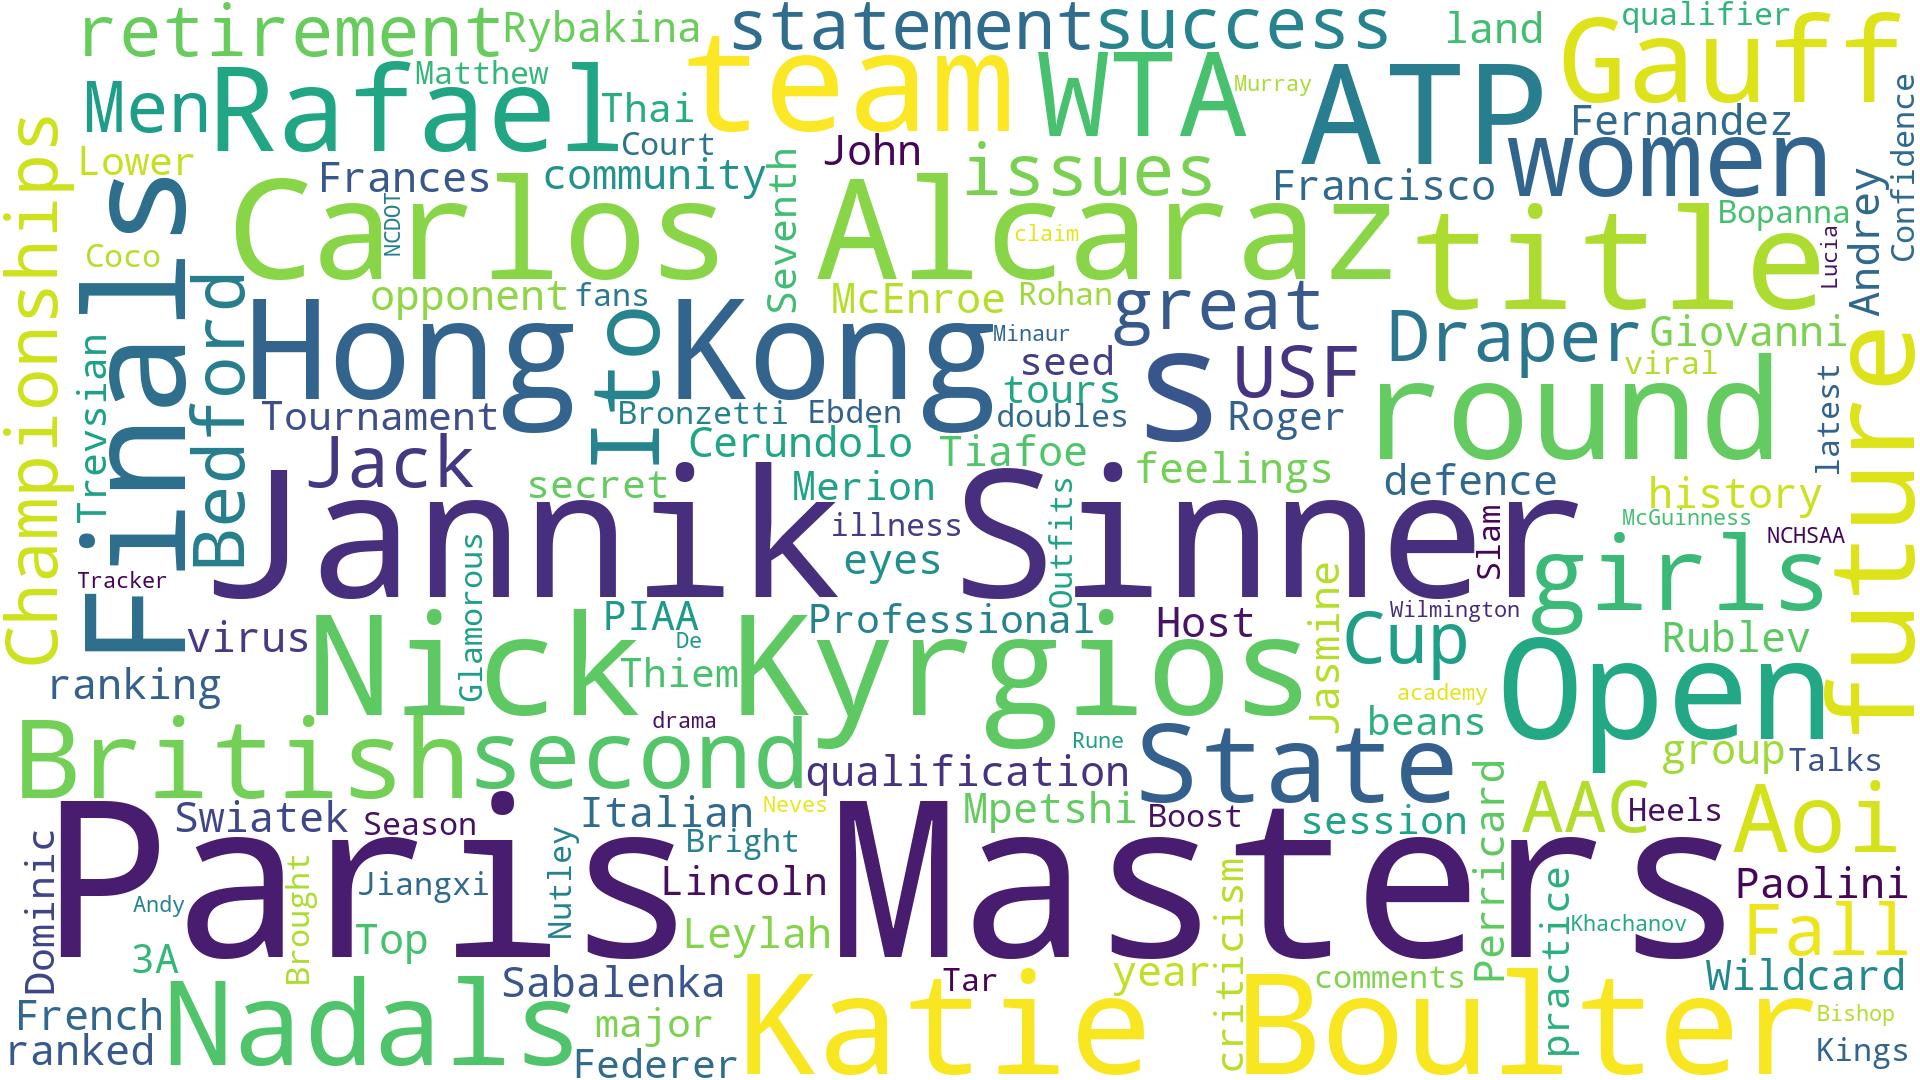 retirement
Rybakina
statement
success
land
qualifier
Gauff
Men
Rafael
Matthew
Thai
team
WTA
Murray
ATP
Fernandez
women
Confidence
Championships
Lower
Finals
Frances
Court
community
Seventh
John
issues
Francisco
Bopanna
Andrey
Lucia
Carlos Alcaraz
NCDOT
claim
title
Coco
Bedford
opponent
fans
McEnroe
Rohan
great
Draper
Giovanni
Hong Kong
Ito
Minaur
seed
USF
viral
future
Trevsian
tours
s
round
latest
Tournament
Bronzetti
Ebden
doubles
Roger
Jack
Cerundolo
Tiafoe
feelings
defence
history
secret
Merion
Outfits
Jannik Sinner
illness
eyes
Slam
McGuinness
NCHSAA
girls
Tracker
Glamorous
virus
PIAA
De
Professional
Host
Jasmine
Wilmington
Cup
Rublev
Nick Kyrgios
Thiem
Open
ranking
academy
beans
British
drama
second
Rune
State
group
Talks
qualification
Perricard
Swiatek
Season
Italian
Neves
Mpetshi
Boost
session
AAC
Heels
Aoi
Dominic
Paris Masters
Bright
Nutley
Brought
Jiangxi
Lincoln
criticism
practice
Paolini
Andy
Top
Leylah
Khachanov
Fall
3A
Sabalenka
Tar
year
comments
Wildcard
French
Nadals
major
Katie Boulter
Bishop
ranked
Federer
Kings